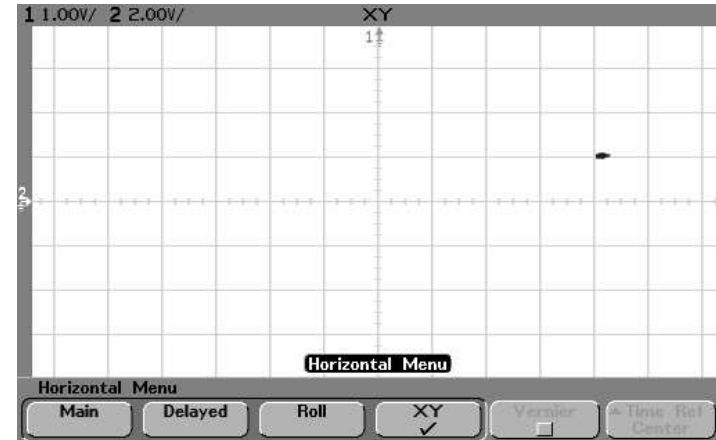 1 1.00V/ 2 2.00V/ XY
1
2
Horizontal Menu
Horizontal Menu
Main Delayed Roll XY Vernier Time Ref
Center